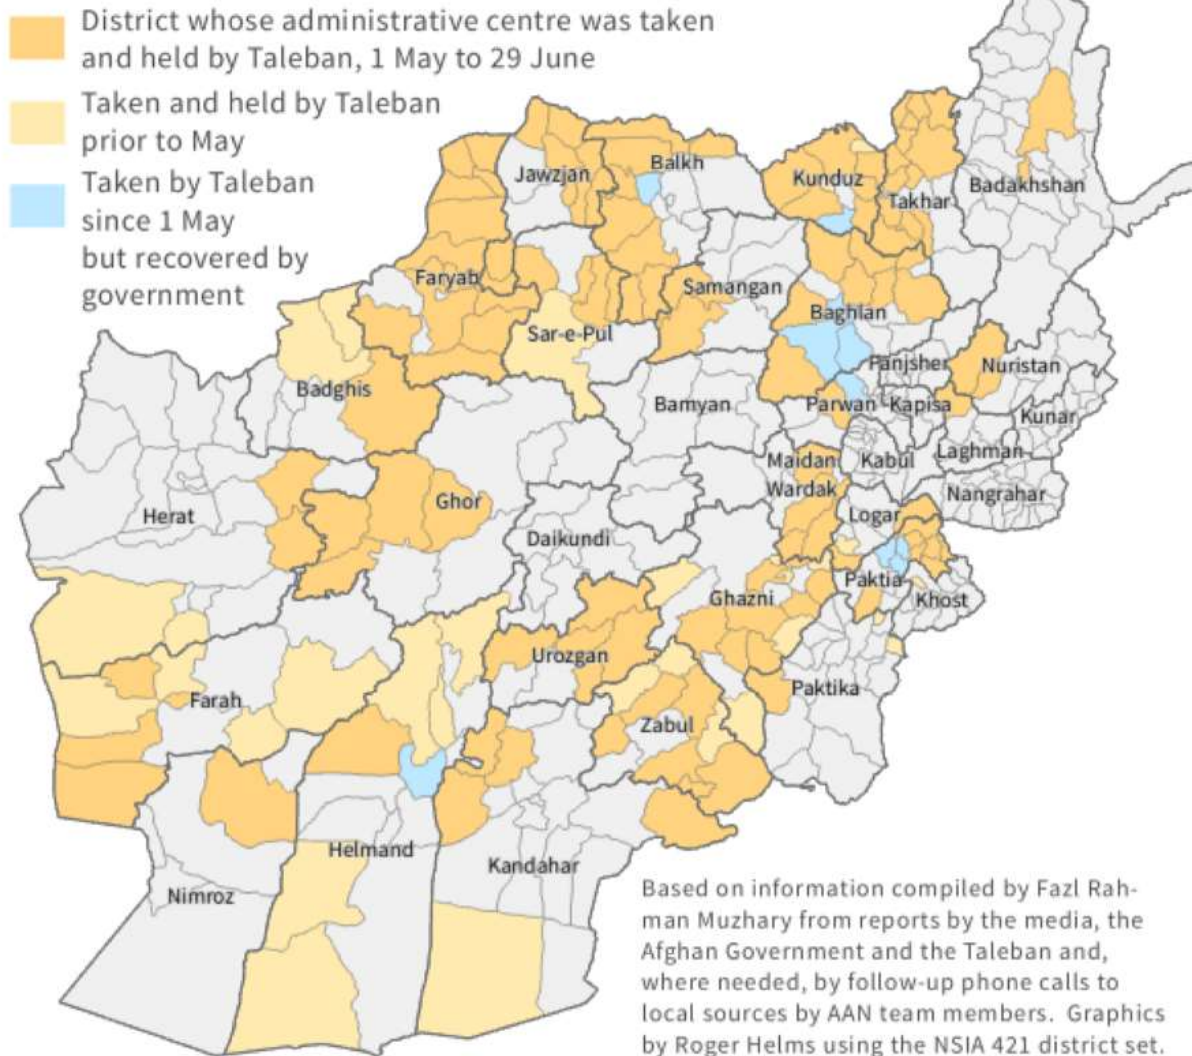 District whose administrative centre was taken
and held by Taleban, 1 May to 29 June
Taken and held by Taleban
prior to May
Taken by Taleban
since 1 May
but recovered by
government
Jawzjan
Balkh
Kunduz
Takhar
Badakhshan
Faryab
Samangan
Baghlan
Sar-e-Pul
Panjsher
Nuristan
Badghis
Bamyan
Parwan
Kapisa
Kunar
Laghman
Maidan
Wardak
Kabul
Nangrahar
Herat
Ghor
Logar
Daikundi
Paktia
Khost
Ghazni
Urozgan
Farah
Zabul
Paktika
Helmand
Kandahar
Nimroz
Based on information compiled by Fazl Rah-
man Muzhary from reports by the media, the
Afghan Government and the Taleban and,
where needed, by follow-up phone calls to
local sources by AAN team members. Graphics
by Roger Helms using the NSIA 421 district set.